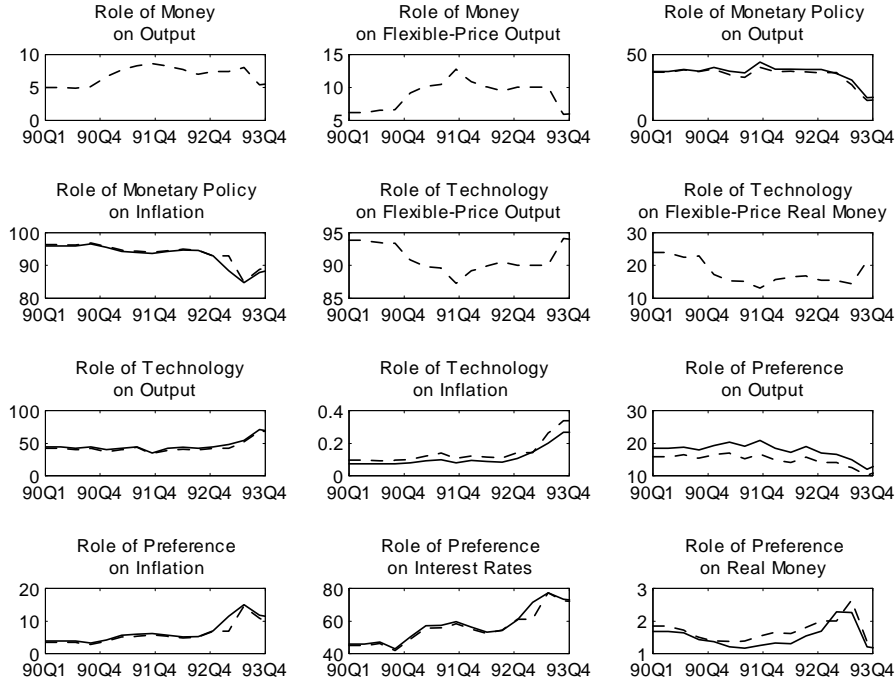 Role of Money
on Output
10
5
0
90Q1 90Q4 91Q4 92Q4 93Q4
Role of Money
on Flexible-Price Output
15
10
5
90Q1 90Q4 91Q4 92Q4 93Q4
Role of Monetary Policy
on Output
50
0
90Q1 90Q4 91Q4 92Q4 93Q4
Role of Monetary Policy
on Inflation
100
90
80
90Q1 90Q4 91Q4 92Q4 93Q4
Role of Technology
on Flexible-Price Output
95
90
85
90Q1 90Q4 91Q4 92Q4 93Q4
Role of Technology
on Flexible-Price Real Money
30
20
10
90Q1 90Q4 91Q4 92Q4 93Q4
Role of Technology
on Output
100
50
0
90Q1 90Q4 91Q4 92Q4 93Q4
Role of Technology
on Inflation
0.4
0.2
0
90Q1 90Q4 91Q4 92Q4 93Q4
Role of Preference
on Output
30
20
10
90Q1 90Q4 91Q4 92Q4 93Q4
Role of Preference
on Inflation
20
10
0
90Q1 90Q4 91Q4 92Q4 93Q4
Role of Preference
on Interest Rates
80
60
40
90Q1 90Q4 91Q4 92Q4 93Q4
Role of Preference
on Real Money
3
2
1
90Q1 90Q4 91Q4 92Q4 93Q4